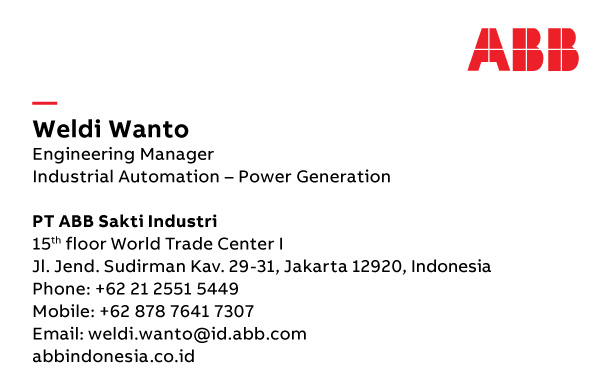 ABB
Weldi Wanto
Engineering Manager
Industrial Automation – Power Generation
PT ABB Sakti Industri
15th floor World Trade Center I
Jl. Jend. Sudirman Kav. 29-31, Jakarta 12920, Indonesia
Phone: +62 21 2551 5449
Mobile: +62 878 7641 7307
Email: weldi.wanto@id.abb.com
abbindonesia.co.id